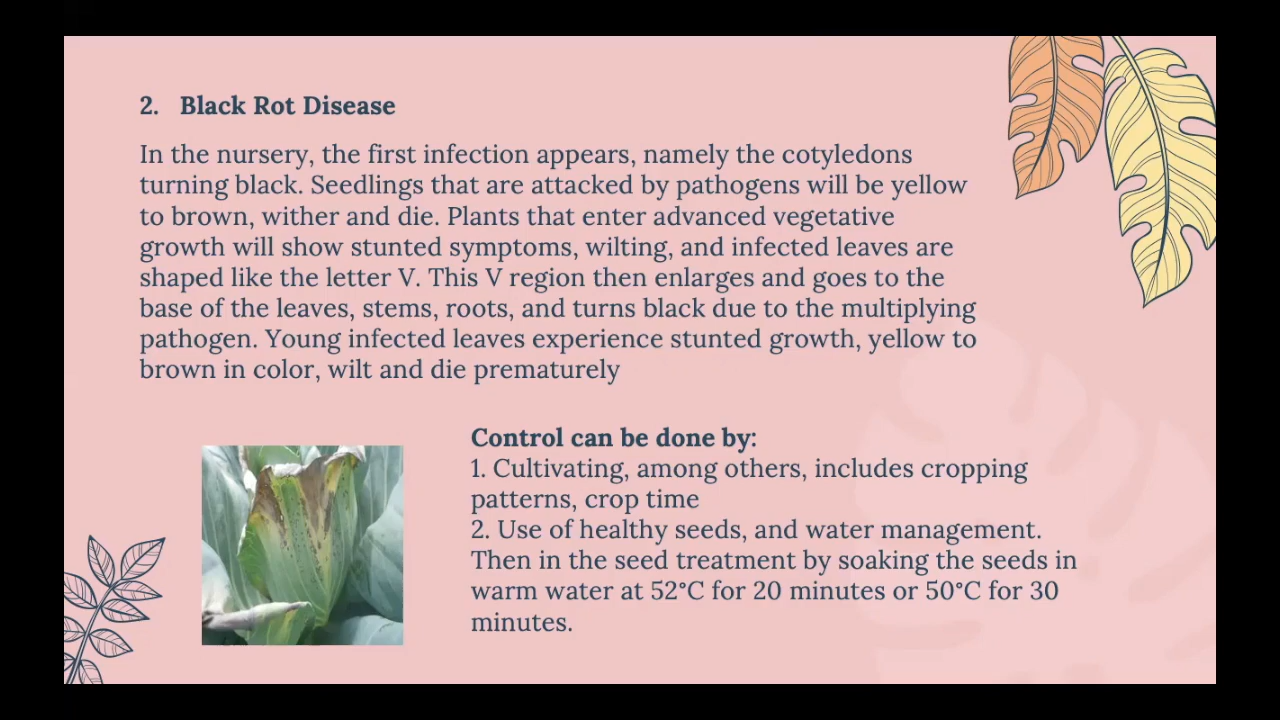 2. Black Rot Disease
In the nursery, the first infection appears, namely the cotyledons
turning black. Seedlings that are attacked by pathogens will be yellow
to brown, wither and die. Plants that enter advanced vegetative
growth will show stunted symptoms, wilting, and infected leaves are
shaped like the letter V. This V region then enlarges and goes to the
base of the leaves, stems, roots, and turns black due to the multiplying
pathogen. Young infected leaves experience stunted growth, yellow to
brown in color, wilt and die prematurely
Control can be done by:
1. Cultivating, among others, includes cropping
patterns, crop time
2. Use of healthy seeds, and water management.
Then in the seed treatment by soaking the seeds in
warm water at 52°C for 20 minutes or 50°C for 30
minutes.